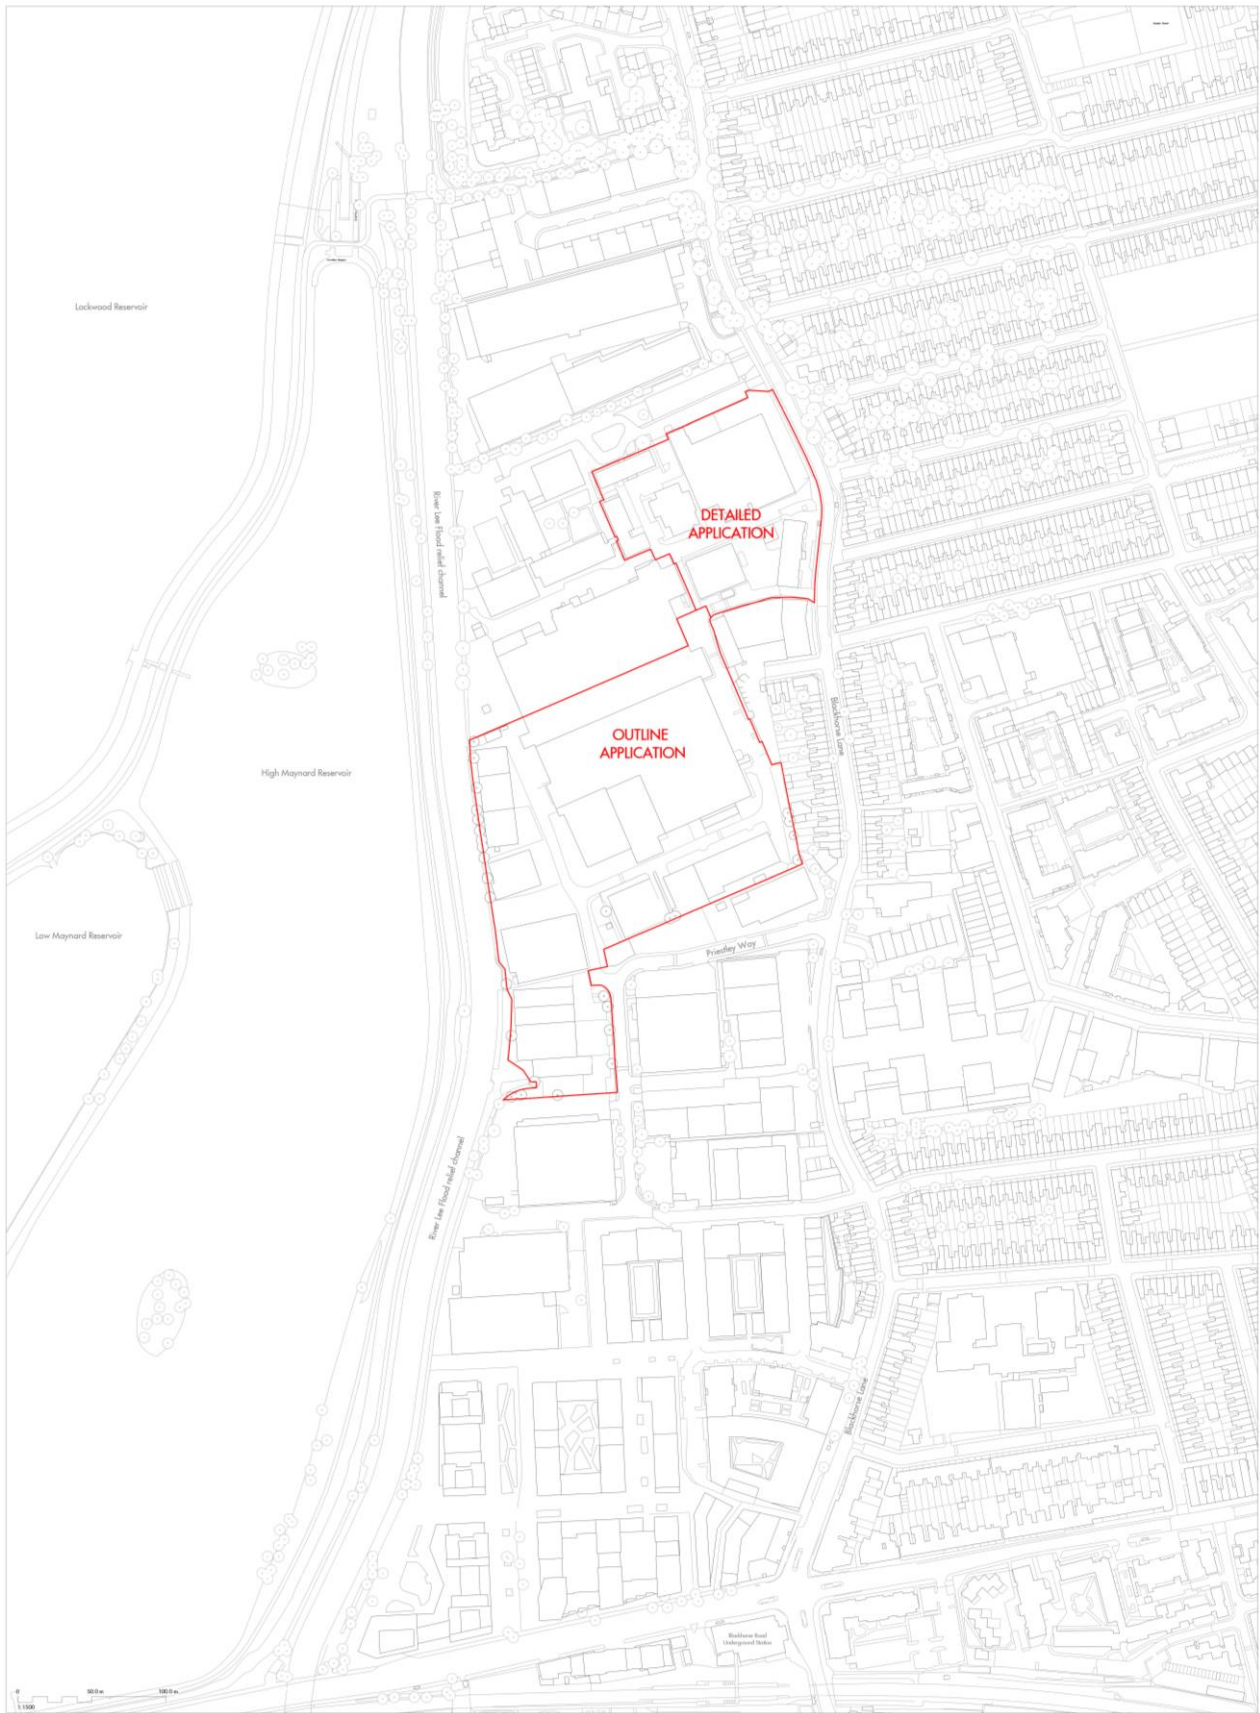 Lockwood Reservoir
River Lee Flood relief channel
DETAILED
APPLICATION
OUTLINE
APPLICATION
Blackhorse Lane
High Maynard Reservoir
Low Maynard Reservoir
Priestley Way
River Lee Flood relief channel
Blackhorse Lane
Blackhorse Road
Underground Station
0 50.0 m 100.0 m
1:1500